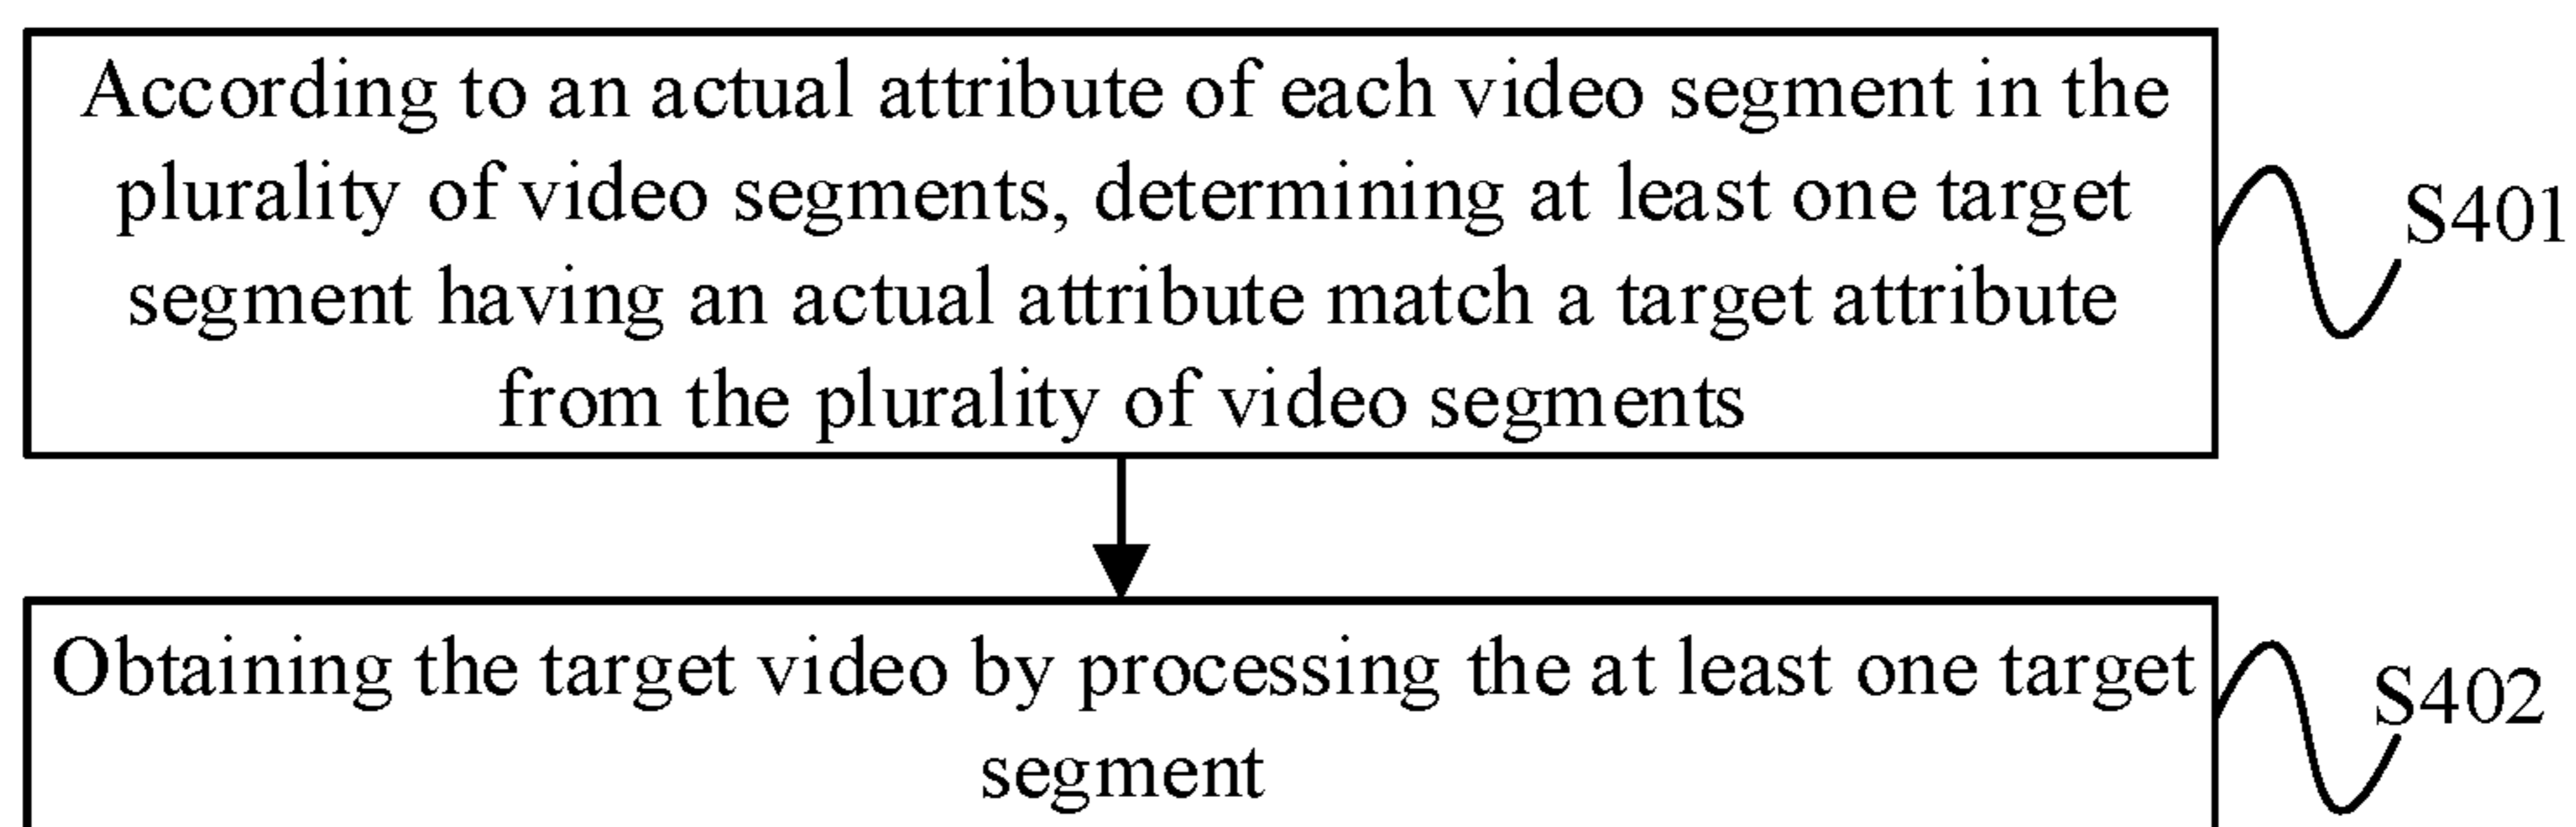 According to an actual attribute of each video segment in the
plurality of video segments, determining at least one target
segment having an actual attribute match a target attribute
from the plurality of video segments
S401
Obtaining the target video by processing the at least one target
segment
S402